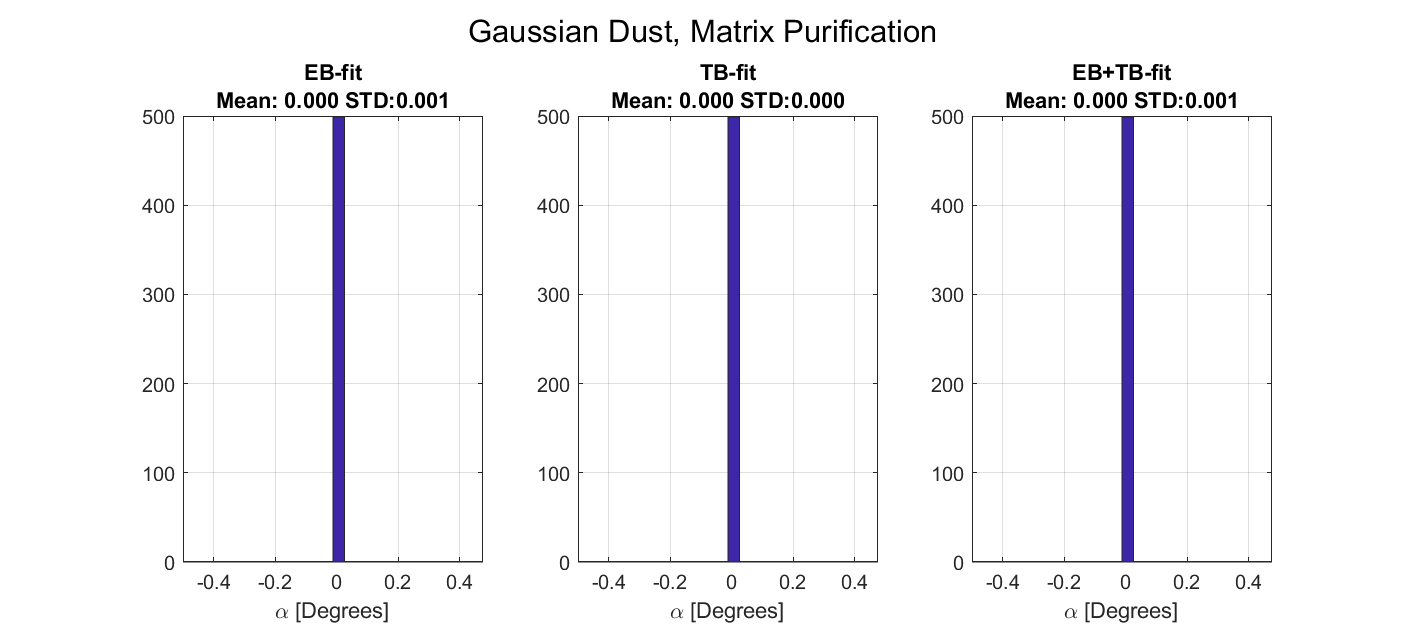 Gaussian Dust, Matrix Purification
EB-fit
Mean: 0.000 STD:0.001
500
400
300
200
100
0
-0.4 -0.2 0 0.2 0.4
α [Degrees]
TB-fit
Mean: 0.000 STD:0.000
500
400
300
200
100
0
-0.4 -0.2 0 0.2 0.4
α [Degrees]
EB+TB-fit
Mean: 0.000 STD:0.001
500
400
300
200
100
0
-0.4 -0.2 0 0.2 0.4
α [Degrees]